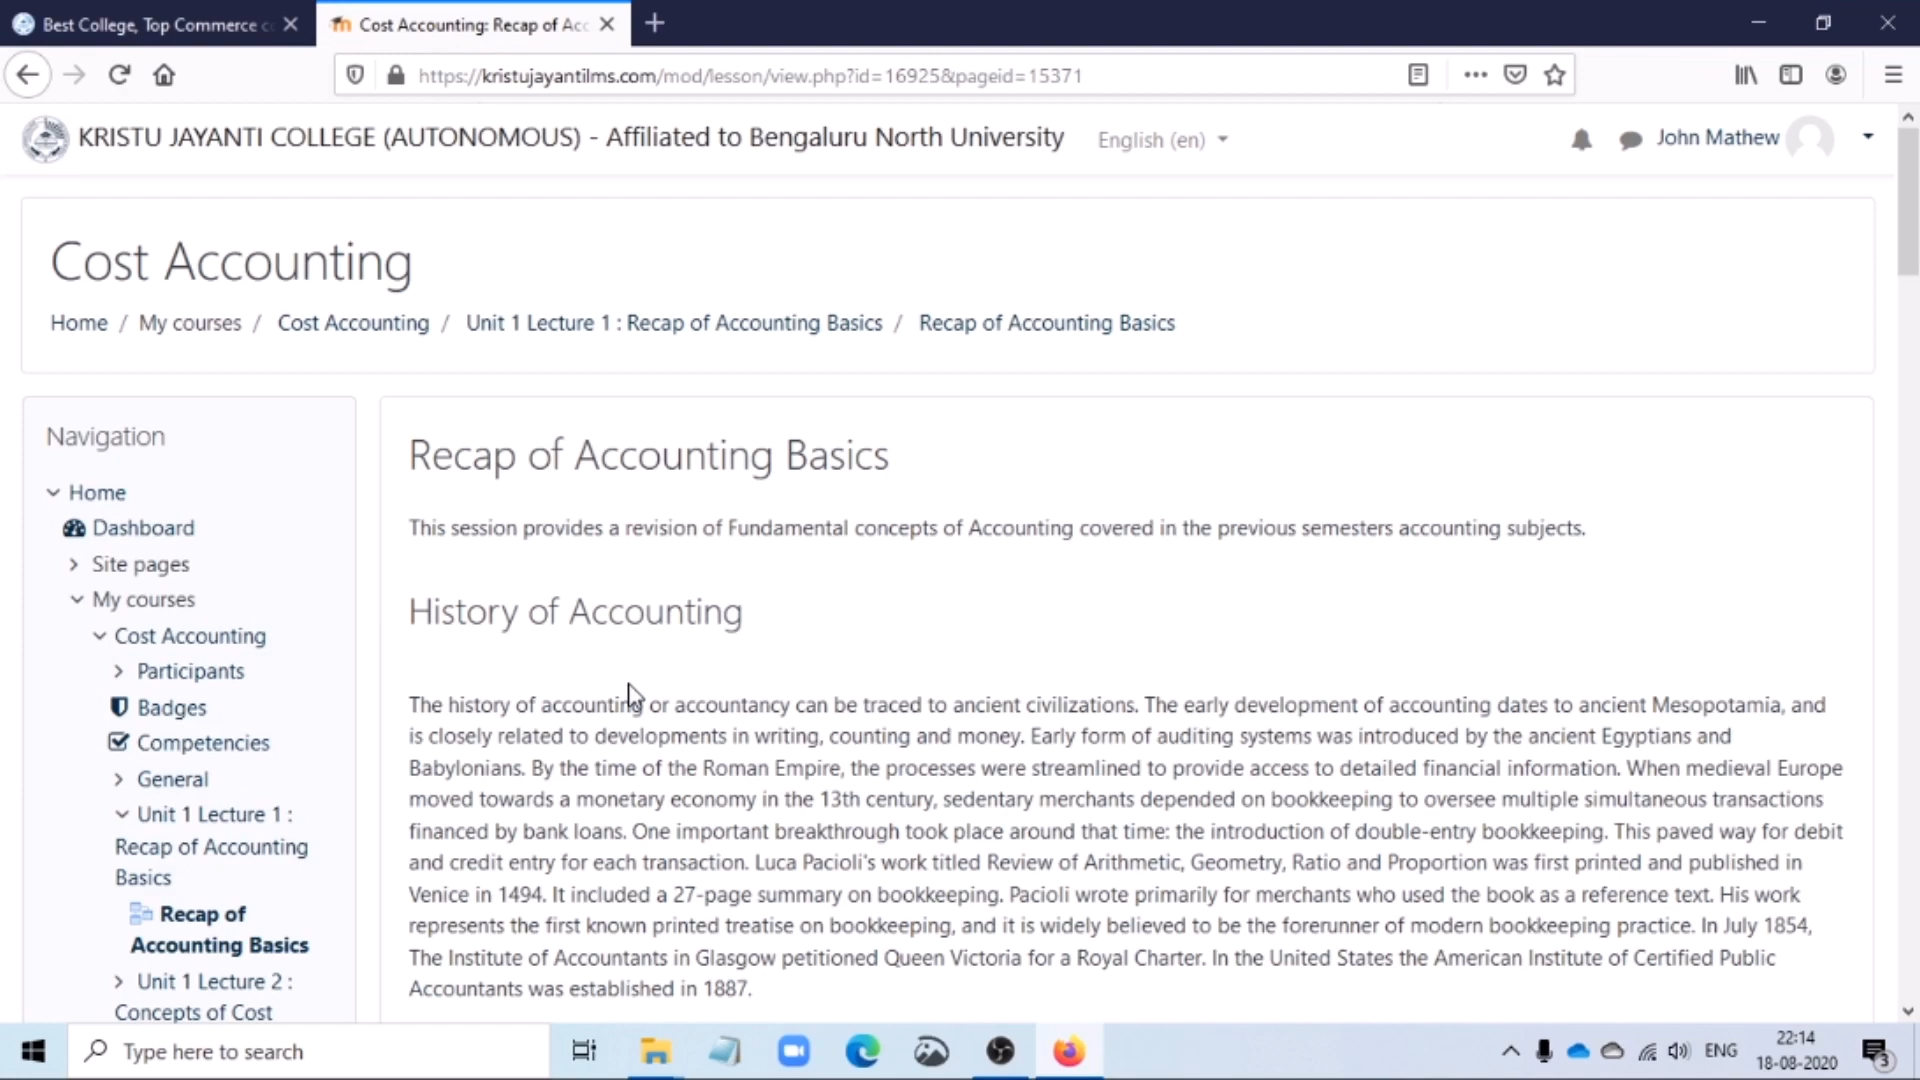 Best College, Top Commerce c
Cost Accounting: Recap of Acc
https://kristujayantilms.com/mod/lesson/view.php?id=16925&pageid=15371
KRISTU JAYANTI COLLEGE (AUTONOMOUS) - Affiliated to Bengaluru North University
English (en)
John Mathew
Cost Accounting
Home / My courses / Cost Accounting / Unit 1 Lecture 1 : Recap of Accounting Basics / Recap of Accounting Basics
Navigation
Home
Dashboard
Site pages
My courses
Cost Accounting
Participants
Badges
Competencies
General
Unit 1 Lecture 1 :
Recap of Accounting
Basics
Recap of
Accounting Basics
Unit 1 Lecture 2 :
Concepts of Cost
Recap of Accounting Basics
This session provides a revision of Fundamental concepts of Accounting covered in the previous semesters accounting subjects.
History of Accounting
The history of accounting or accountancy can be traced to ancient civilizations. The early development of accounting dates to ancient Mesopotamia, and
is closely related to developments in writing, counting and money. Early form of auditing systems was introduced by the ancient Egyptians and
Babylonians. By the time of the Roman Empire, the processes were streamlined to provide access to detailed financial information. When medieval Europe
moved towards a monetary economy in the 13th century, sedentary merchants depended on bookkeeping to oversee multiple simultaneous transactions
financed by bank loans. One important breakthrough took place around that time: the introduction of double-entry bookkeeping. This paved way for debit
and credit entry for each transaction. Luca Pacioli's work titled Review of Arithmetic, Geometry, Ratio and Proportion was first printed and published in
Venice in 1494. It included a 27-page summary on bookkeeping. Pacioli wrote primarily for merchants who used the book as a reference text. His work
represents the first known printed treatise on bookkeeping, and it is widely believed to be the forerunner of modern bookkeeping practice. In July 1854,
The Institute of Accountants in Glasgow petitioned Queen Victoria for a Royal Charter. In the United States the American Institute of Certified Public
Accountants was established in 1887.
Type here to search
ENG
22:14
18-08-2020
3